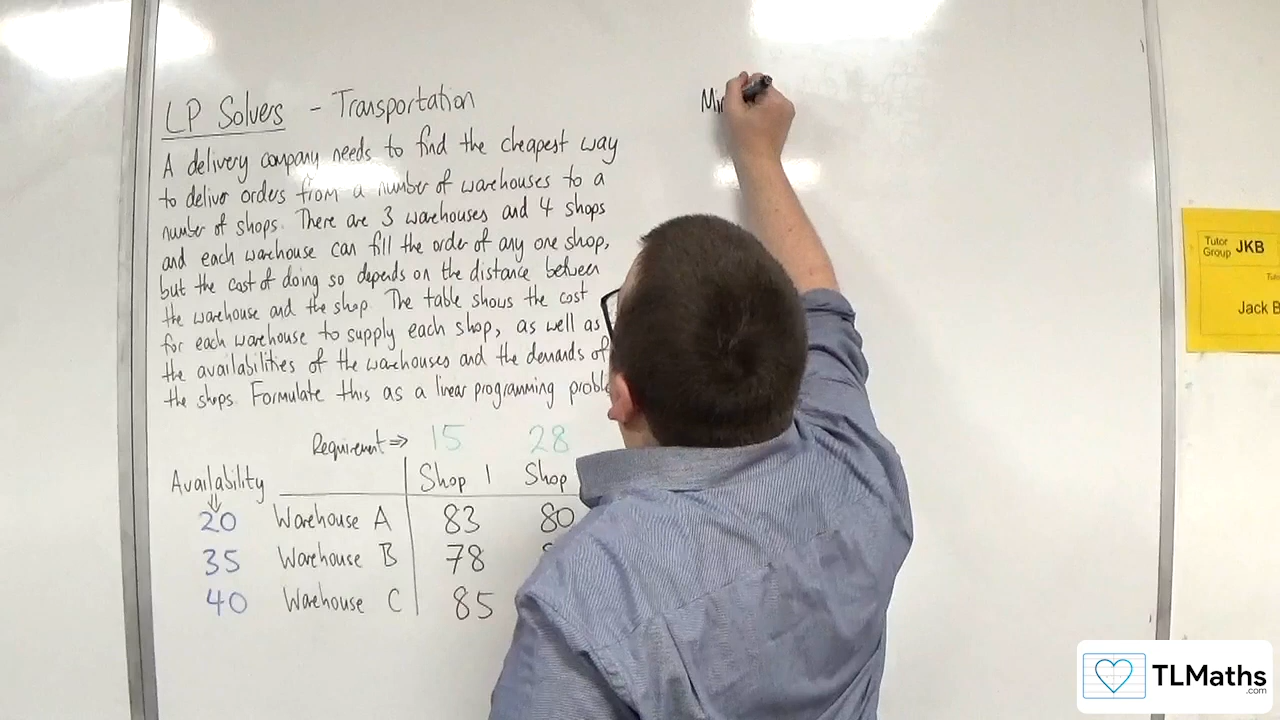 LP Solvers - Transportation
A delivery company needs to find the cheapest way
to deliver orders from a number of warehouses to a
number of shops. There are 3 warehouses and 4 shops
and each warehouse can fill the order of any one shop,
but the cost of doing so depends on the distance between
the warehouse and the shop. The table shows the cost
for each warehouse to supply each shop, as well as
the availabilities of the warehouses and the demands of
the shops. Formulate this as a linear programming
Requirement ⇒ 15 28
Availability Shop 1 Shop
20 Warehouse A 83 80
35 Warehouse B 78
40 Warehouse C 85
Tutor Group JKB
Jack
TLMaths
.com